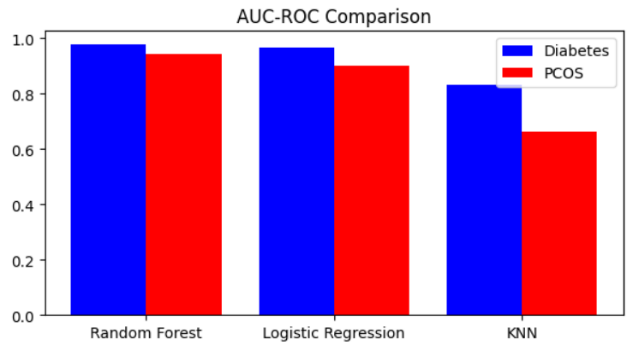 AUC-ROC Comparison
1.0
0.8
0.6
0.4
0.2
0.0
Diabetes
PCOS
Random Forest
Logistic Regression
KNN